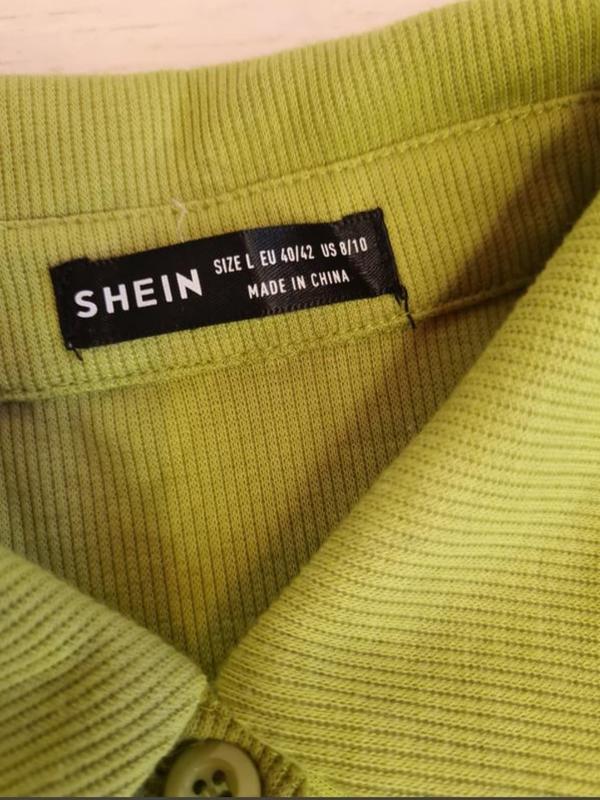 SHEIN
SIZE L EU 40/42 US 8/10
MADE IN CHINA